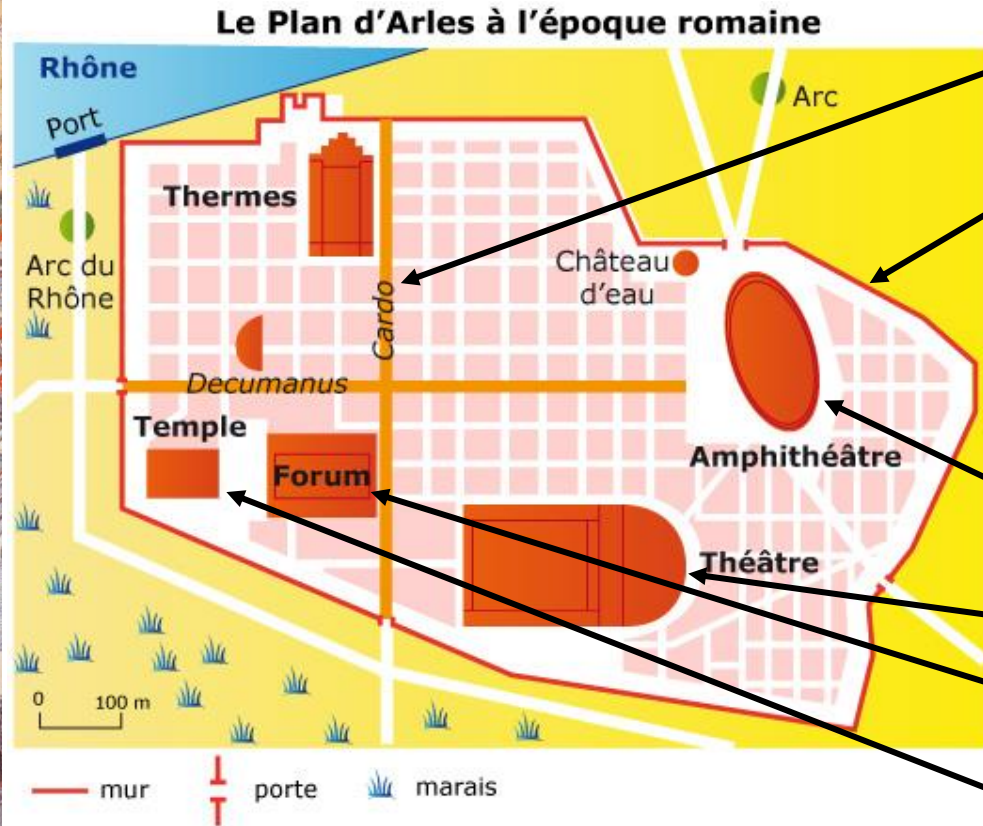 Le Plan d'Arles à l'époque romaine
Rhône
Port
Arc
Thermes
Arc du
Rhône
Château
d'eau
Cardo
Decumanus
Temple
Forum
Amphithéâtre
Théâtre
0 100 m
mur porte marais